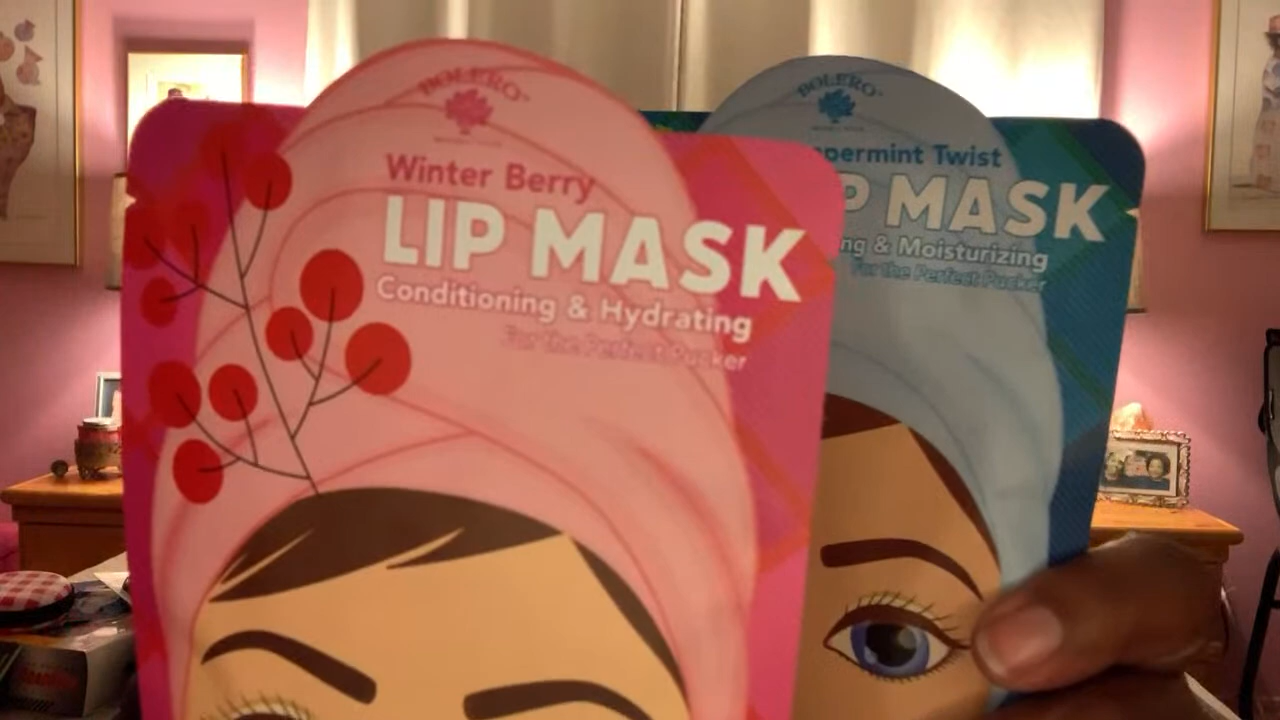 BOLERO
Winter Berry
LIP MASK
Conditioning & Hydrating
For the Perfect Pucker
BOLERO
permint Twist
P MASK
ng & Moisturizing
For the Perfect Pucker